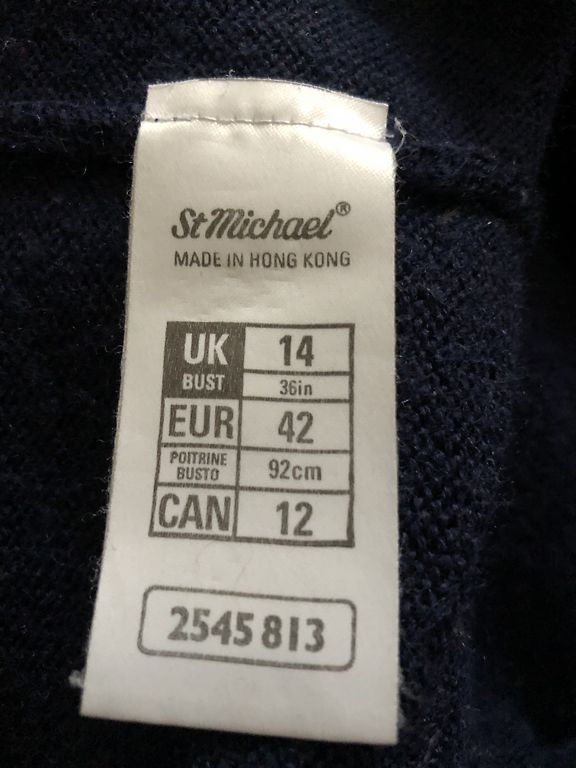 St Michael®
MADE IN HONG KONG
UK 14
BUST 36in
EUR 42
POITRINE
BUSTO 92cm
CAN 12
2545 813